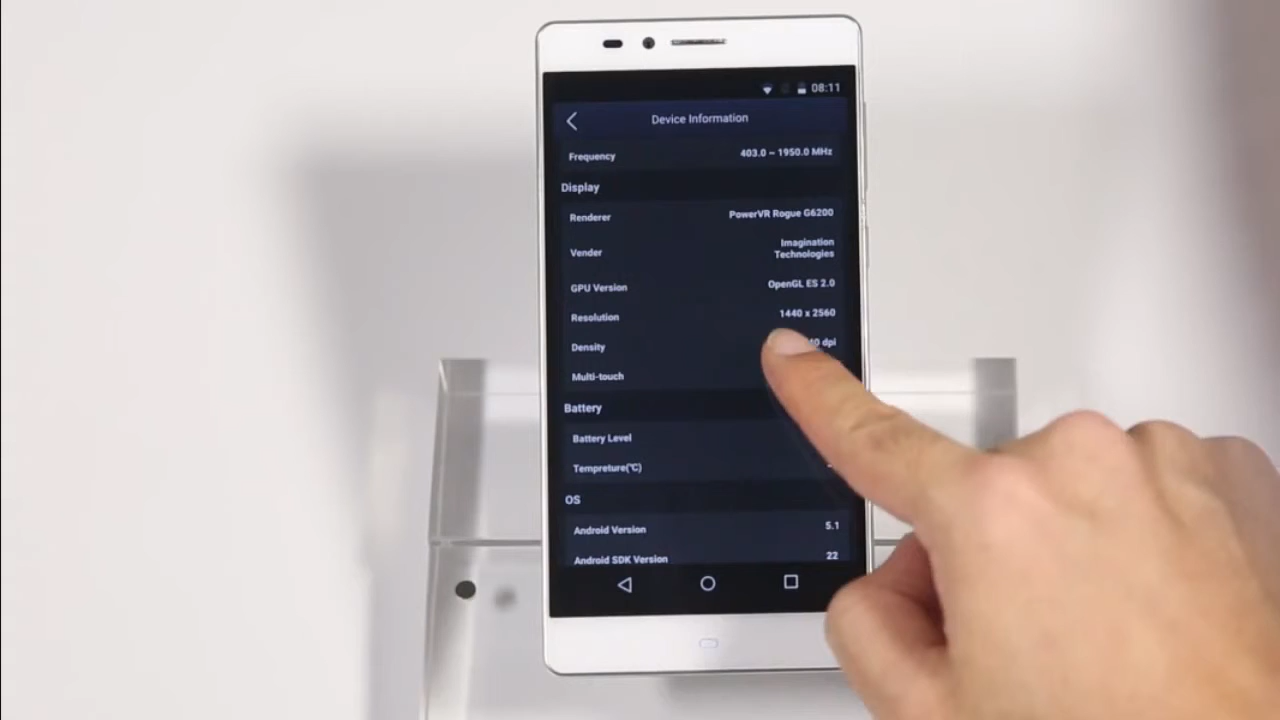 08:11
Device Information
Frequency 403.0 ~ 1950.0 MHz
Display
Renderer PowerVR Rogue G6200
Vender Imagination
Technologies
GPU Version OpenGL ES 2.0
Resolution 1440 x 2560
Density dpi
Multi-touch
Battery
Battery Level
Tempreture(℃)
OS
Android Version 5.1
Android SDK Version 22